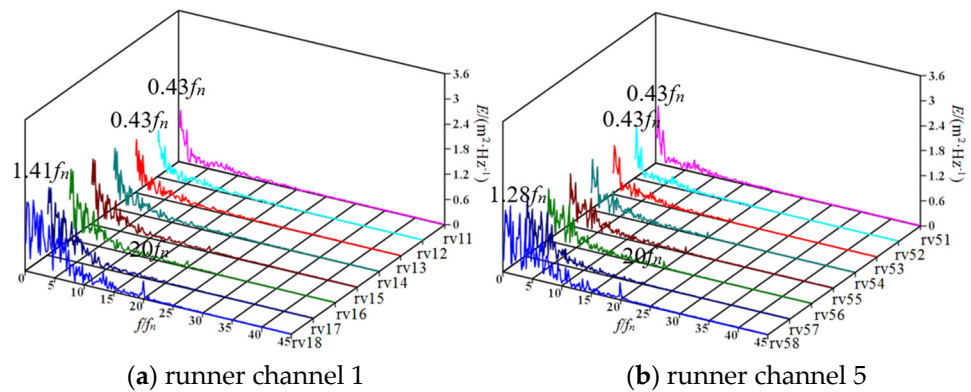 3.6
3
2.4
1.8
1.2
0.6
0
E/(m²·Hz⁻¹)
0.43fn
0.43fn
1.41fn
20fn
0
5
10
15
20
25
30
35
40
45
f/fn
rv11
rv12
rv13
rv14
rv15
rv16
rv17
rv18
(a) runner channel 1
3.6
3
2.4
1.8
1.2
0.6
0
E/(m²·Hz⁻¹)
0.43fn
0.43fn
1.28fn
20fn
0
5
10
15
20
25
30
35
40
45
f/fn
rv51
rv52
rv53
rv54
rv55
rv56
rv57
rv58
(b) runner channel 5